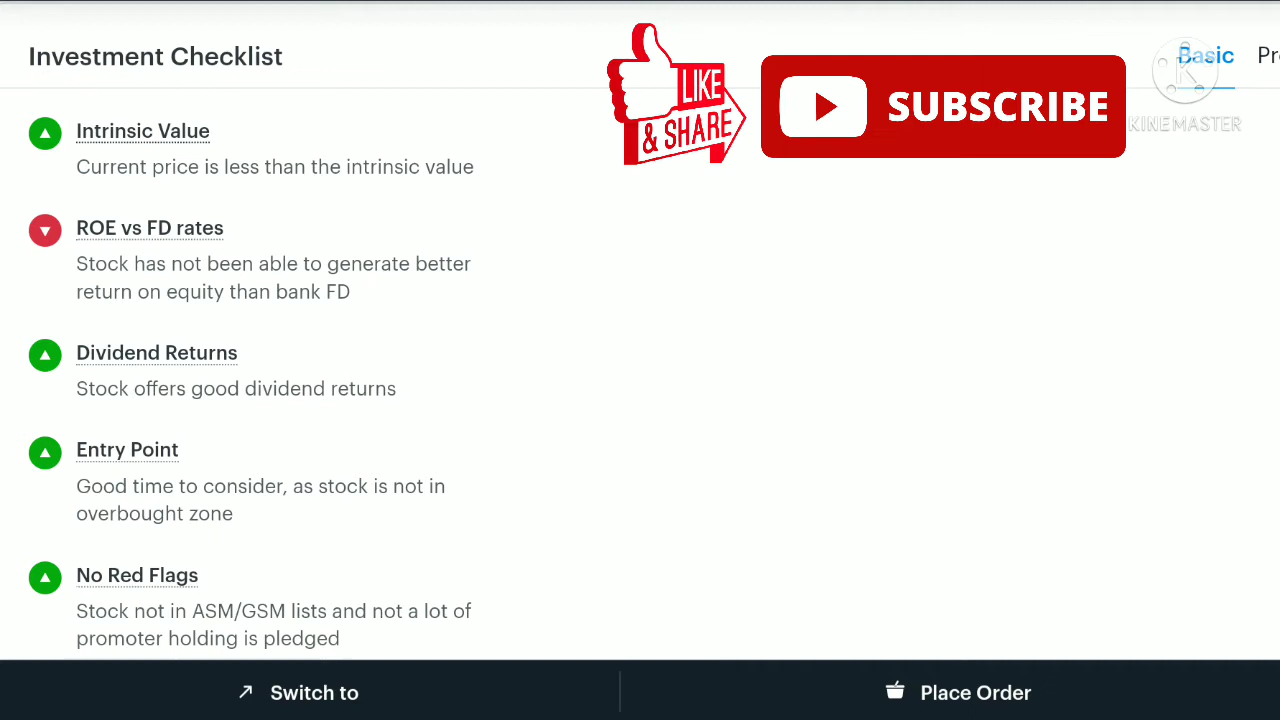 Investment Checklist
LIKE
& SHARE
SUBSCRIBE
Basic
Pr
KINEMASTER
Intrinsic Value
Current price is less than the intrinsic value
ROE vs FD rates
Stock has not been able to generate better
return on equity than bank FD
Dividend Returns
Stock offers good dividend returns
Entry Point
Good time to consider, as stock is not in
overbought zone
No Red Flags
Stock not in ASM/GSM lists and not a lot of
promoter holding is pledged
Switch to
Place Order